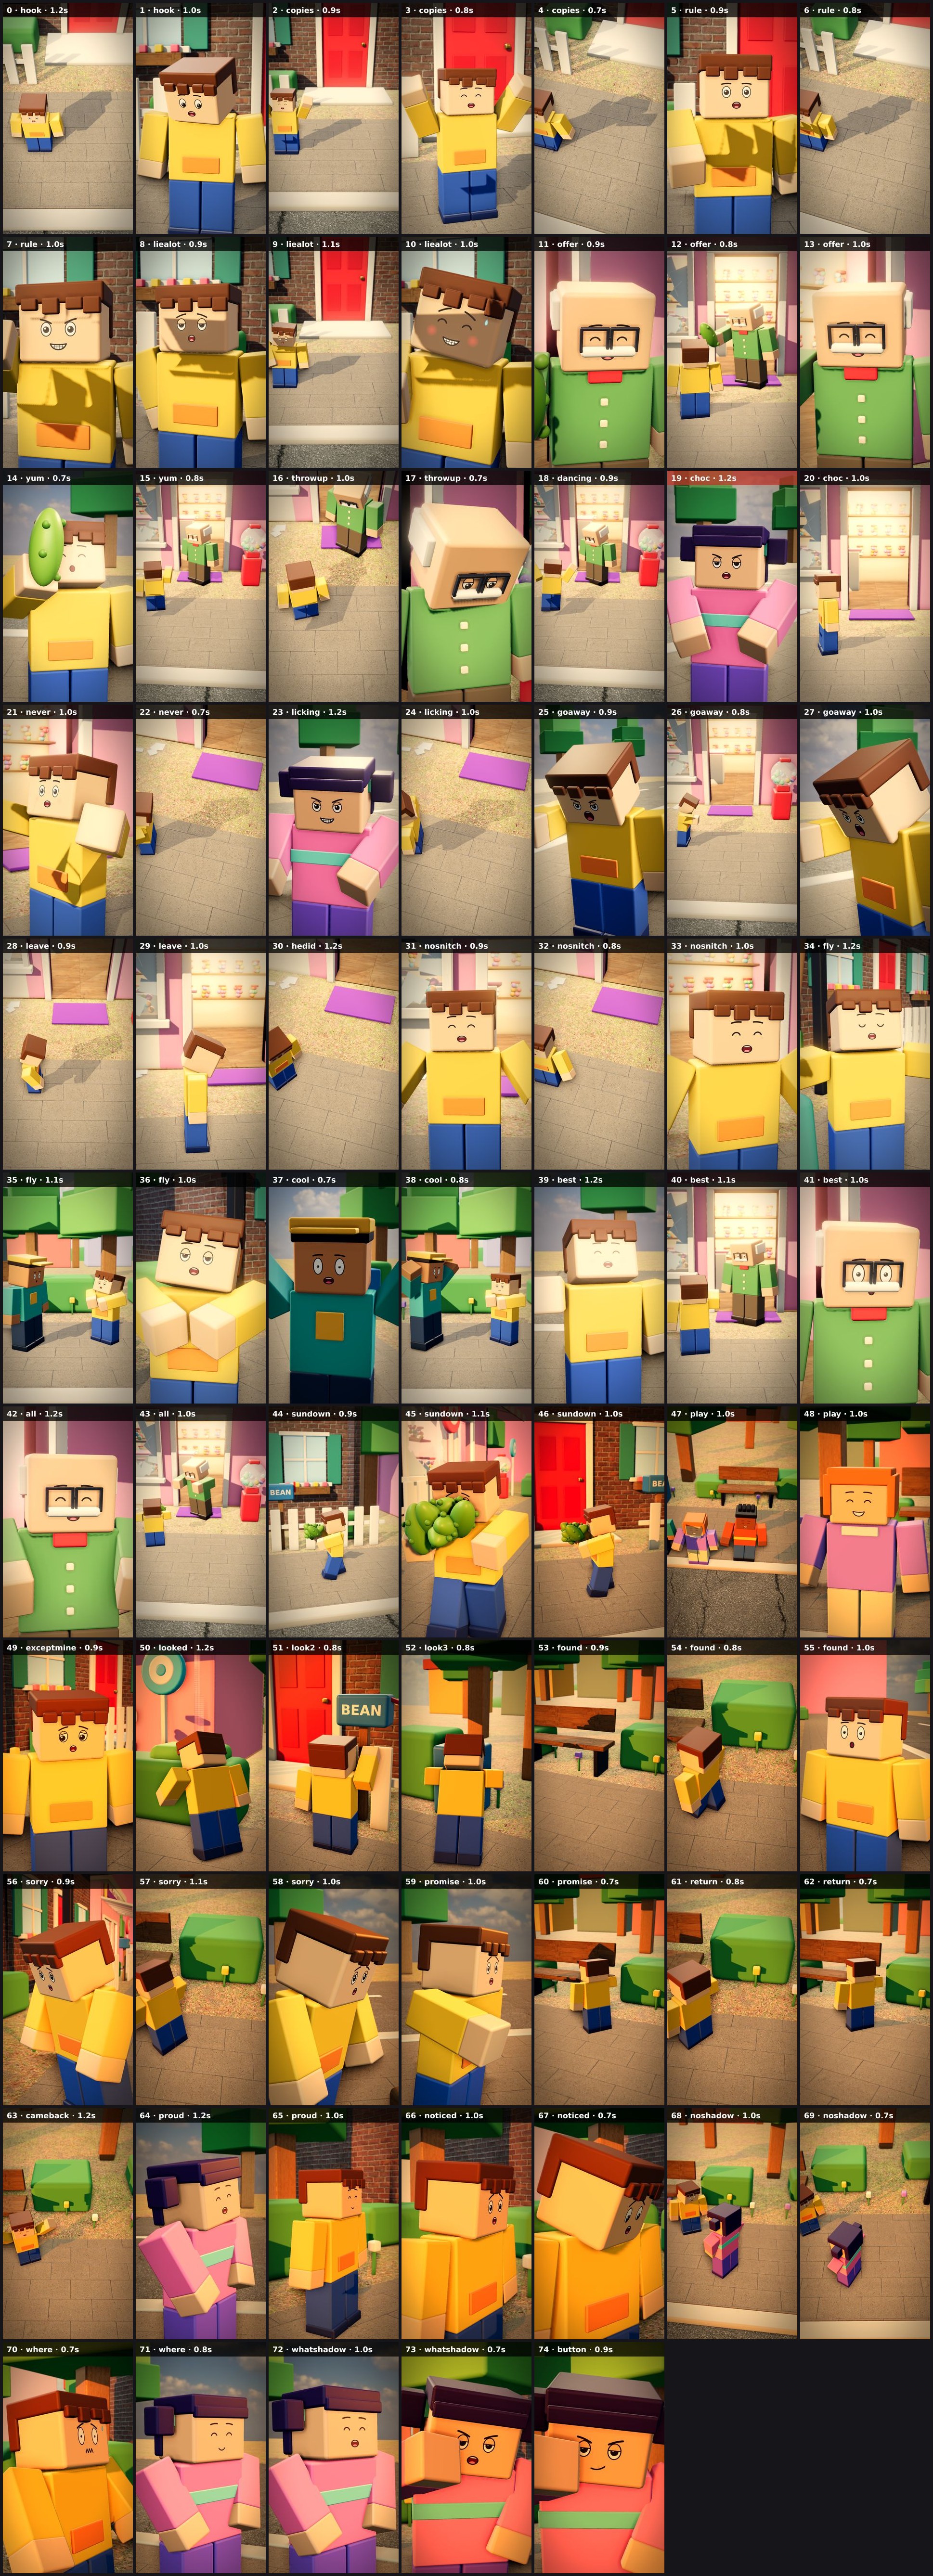 0 · hook · 1.2s
1 · hook · 1.0s
2 · copies · 0.9s
3 · copies · 0.8s
4 · copies · 0.7s
5 · rule · 0.9s
6 · rule · 0.8s
7 · rule · 1.0s
8 · liealot · 0.9s
9 · liealot · 1.1s
10 · liealot · 1.0s
11 · offer · 0.9s
12 · offer · 0.8s
13 · offer · 1.0s
14 · yum · 0.7s
15 · yum · 0.8s
16 · throwup · 1.0s
17 · throwup · 0.7s
18 · dancing · 0.9s
19 · choc · 1.2s
20 · choc · 1.0s
21 · never · 1.0s
22 · never · 0.7s
23 · licking · 1.2s
24 · licking · 1.0s
25 · goaway · 0.9s
26 · goaway · 0.8s
27 · goaway · 1.0s
28 · leave · 0.9s
29 · leave · 1.0s
30 · hedid · 1.2s
31 · nosnitch · 0.9s
32 · nosnitch · 0.8s
33 · nosnitch · 1.0s
34 · fly · 1.2s
35 · fly · 1.1s
36 · fly · 1.0s
37 · cool · 0.7s
38 · cool · 0.8s
39 · best · 1.2s
40 · best · 1.1s
41 · best · 1.0s
42 · all · 1.2s
43 · all · 1.0s
44 · sundown · 0.9s
BEAN
45 · sundown · 1.1s
46 · sundown · 1.0s
BEA
47 · play · 1.0s
48 · play · 1.0s
49 · exceptmine · 0.9s
50 · looked · 1.2s
51 · look2 · 0.8s
BEAN
52 · look3 · 0.8s
53 · found · 0.9s
54 · found · 0.8s
55 · found · 1.0s
56 · sorry · 0.9s
57 · sorry · 1.1s
58 · sorry · 1.0s
59 · promise · 1.0s
60 · promise · 0.7s
61 · return · 0.8s
62 · return · 0.7s
63 · cameback · 1.2s
64 · proud · 1.2s
65 · proud · 1.0s
66 · noticed · 1.0s
67 · noticed · 0.7s
68 · noshadow · 1.0s
69 · noshadow · 0.7s
70 · where · 0.7s
71 · where · 0.8s
72 · whatshadow · 1.0s
73 · whatshadow · 0.7s
74 · button · 0.9s